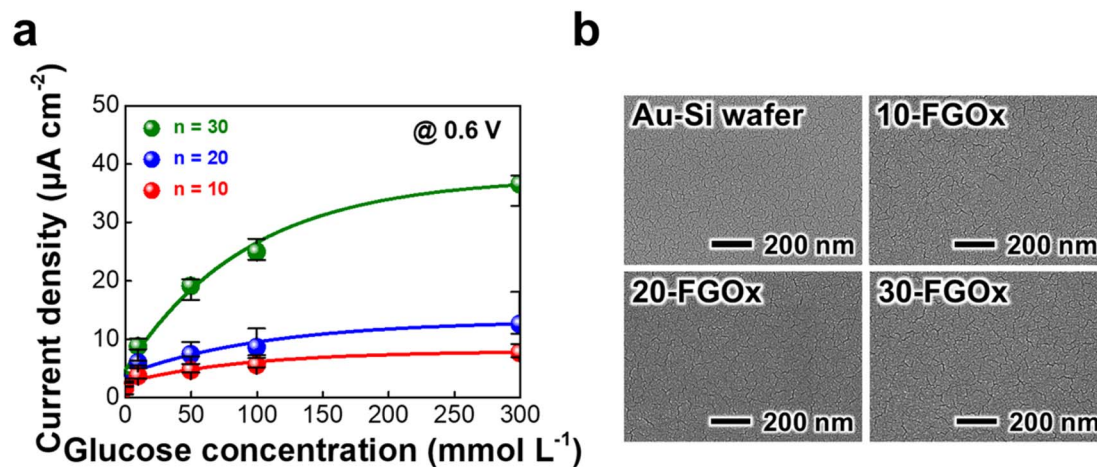 a
Current density (µA cm-2)
50
40
30
20
10
0
n = 30
n = 20
n = 10
@ 0.6 V
0 50 100 150 200 250 300
Glucose concentration (mmol L-1)
b
Au-Si wafer
200 nm
10-FGOx
200 nm
20-FGOx
200 nm
30-FGOx
200 nm